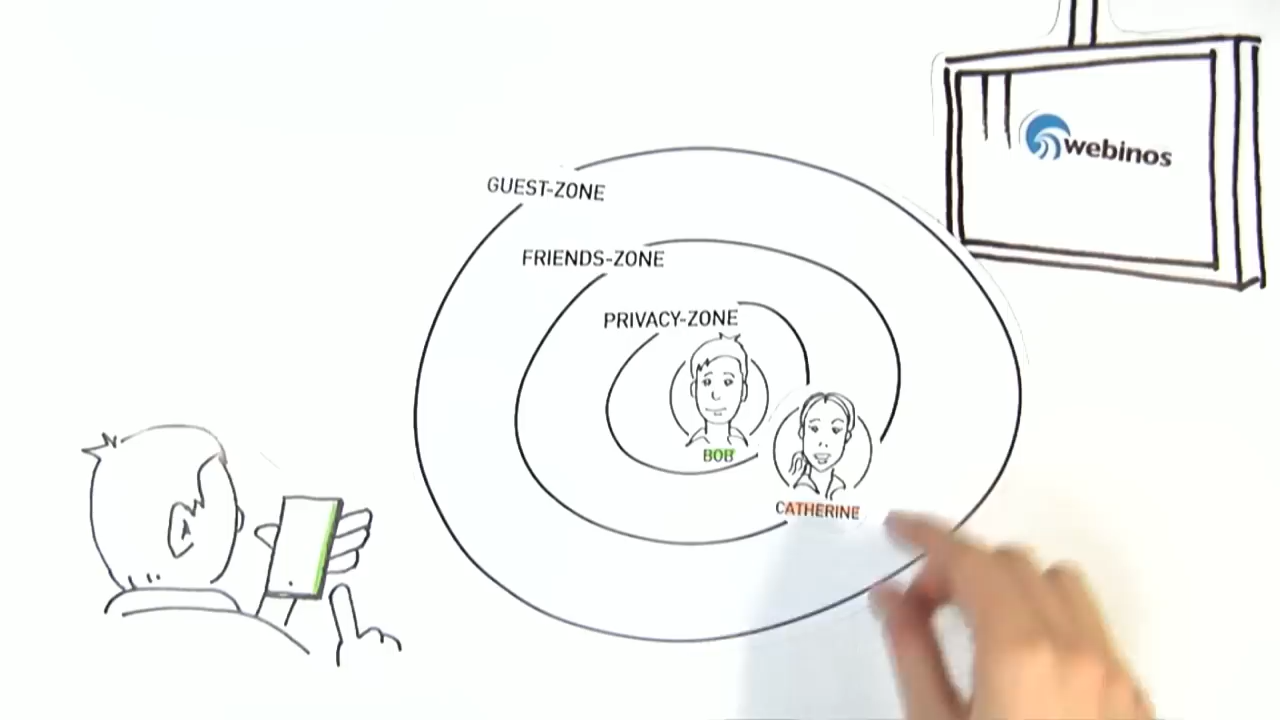 GUEST-ZONE
FRIENDS-ZONE
PRIVACY-ZONE
BOB
CATHERINE
webinos